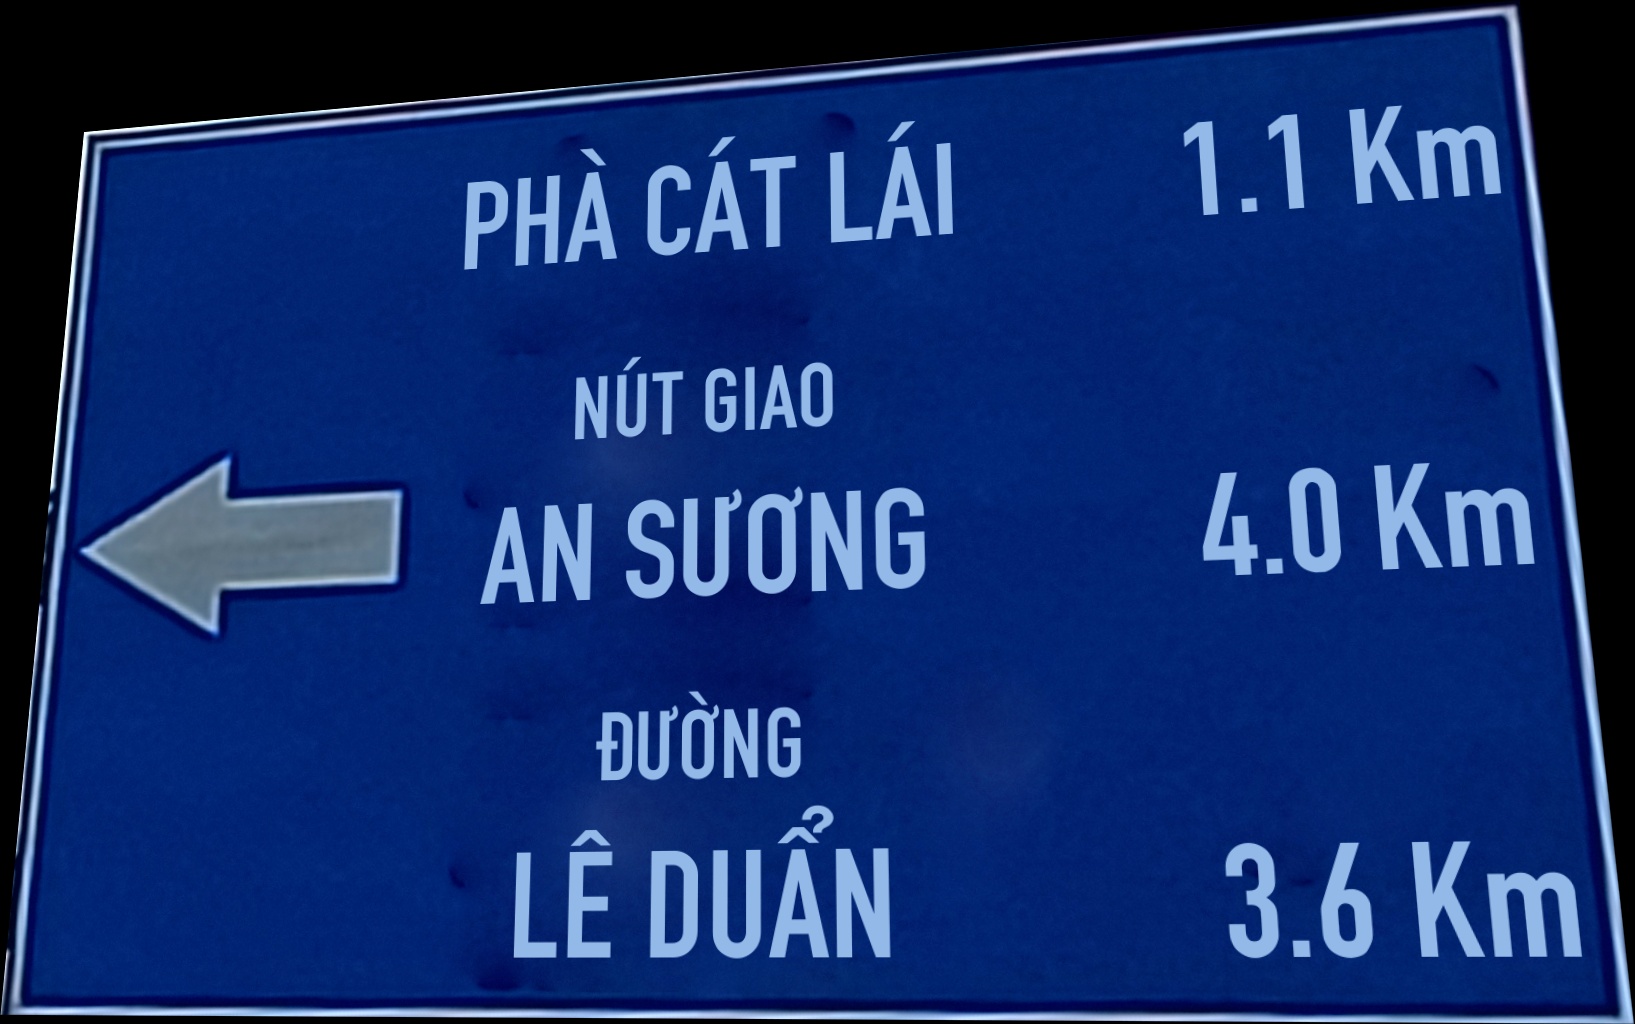 PHÀ CÁT LÁI 1.1 Km
NÚT GIAO
AN SƯƠNG 4.0 Km
ĐƯỜNG
LÊ DUẨN 3.6 Km